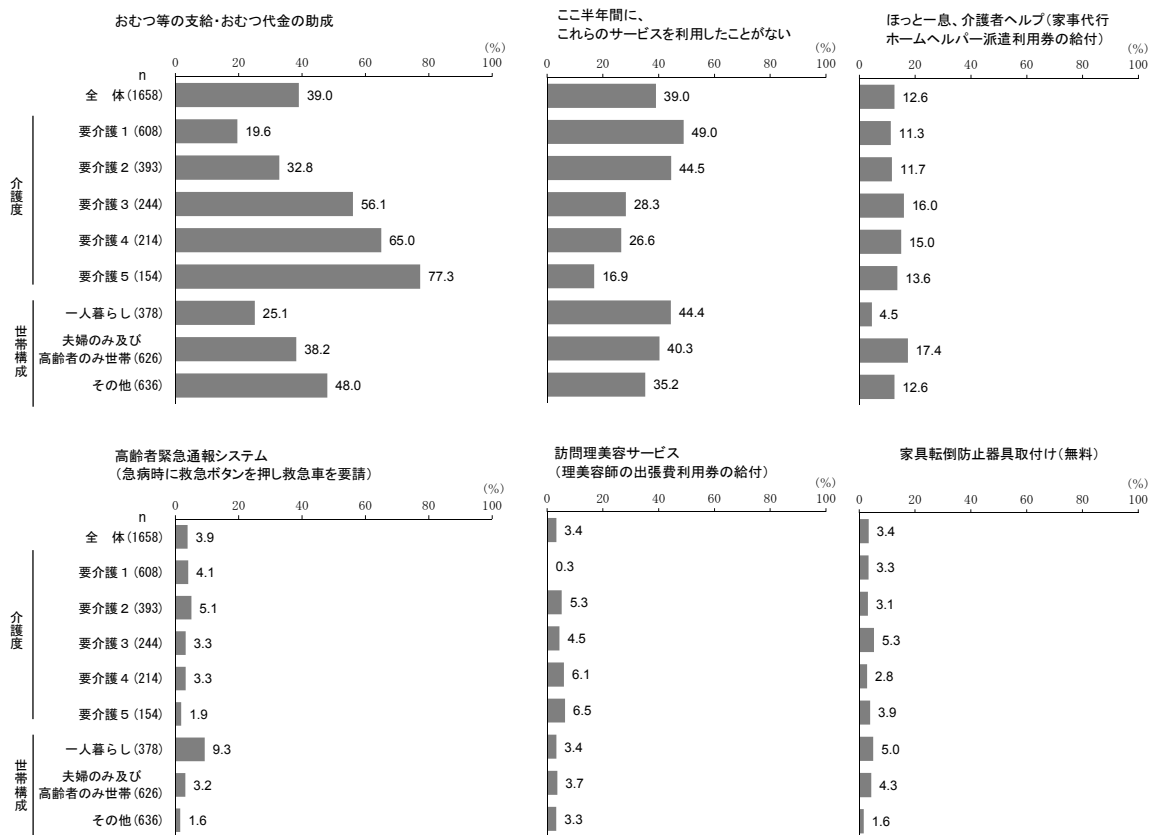 おむつ等の支給・おむつ代金の助成
(%)
0 20 40 60 80 100
n
全　体(1658) 39.0
介護度
要介護１(608) 19.6
要介護２(393) 32.8
要介護３(244) 56.1
要介護４(214) 65.0
要介護５(154) 77.3
世帯構成
一人暮らし(378) 25.1
夫婦のみ及び
高齢者のみ世帯(626) 38.2
その他(636) 48.0
ここ半年間に、
これらのサービスを利用したことがない
(%)
0 20 40 60 80 100
39.0
49.0
44.5
28.3
26.6
16.9
44.4
40.3
35.2
ほっと一息、介護者ヘルプ（家事代行
ホームヘルパー派遣利用券の給付）
(%)
0 20 40 60 80 100
12.6
11.3
11.7
16.0
15.0
13.6
4.5
17.4
12.6
高齢者緊急通報システム
（急病時に救急ボタンを押し救急車を要請）
(%)
0 20 40 60 80 100
n
全　体(1658) 3.9
介護度
要介護１(608) 4.1
要介護２(393) 5.1
要介護３(244) 3.3
要介護４(214) 3.3
要介護５(154) 1.9
世帯構成
一人暮らし(378) 9.3
夫婦のみ及び
高齢者のみ世帯(626) 3.2
その他(636) 1.6
訪問理美容サービス
（理美容師の出張費利用券の給付）
(%)
0 20 40 60 80 100
3.4
0.3
5.3
4.5
6.1
6.5
3.4
3.7
3.3
家具転倒防止器具取付け（無料）
(%)
0 20 40 60 80 100
3.4
3.3
3.1
5.3
2.8
3.9
5.0
4.3
1.6